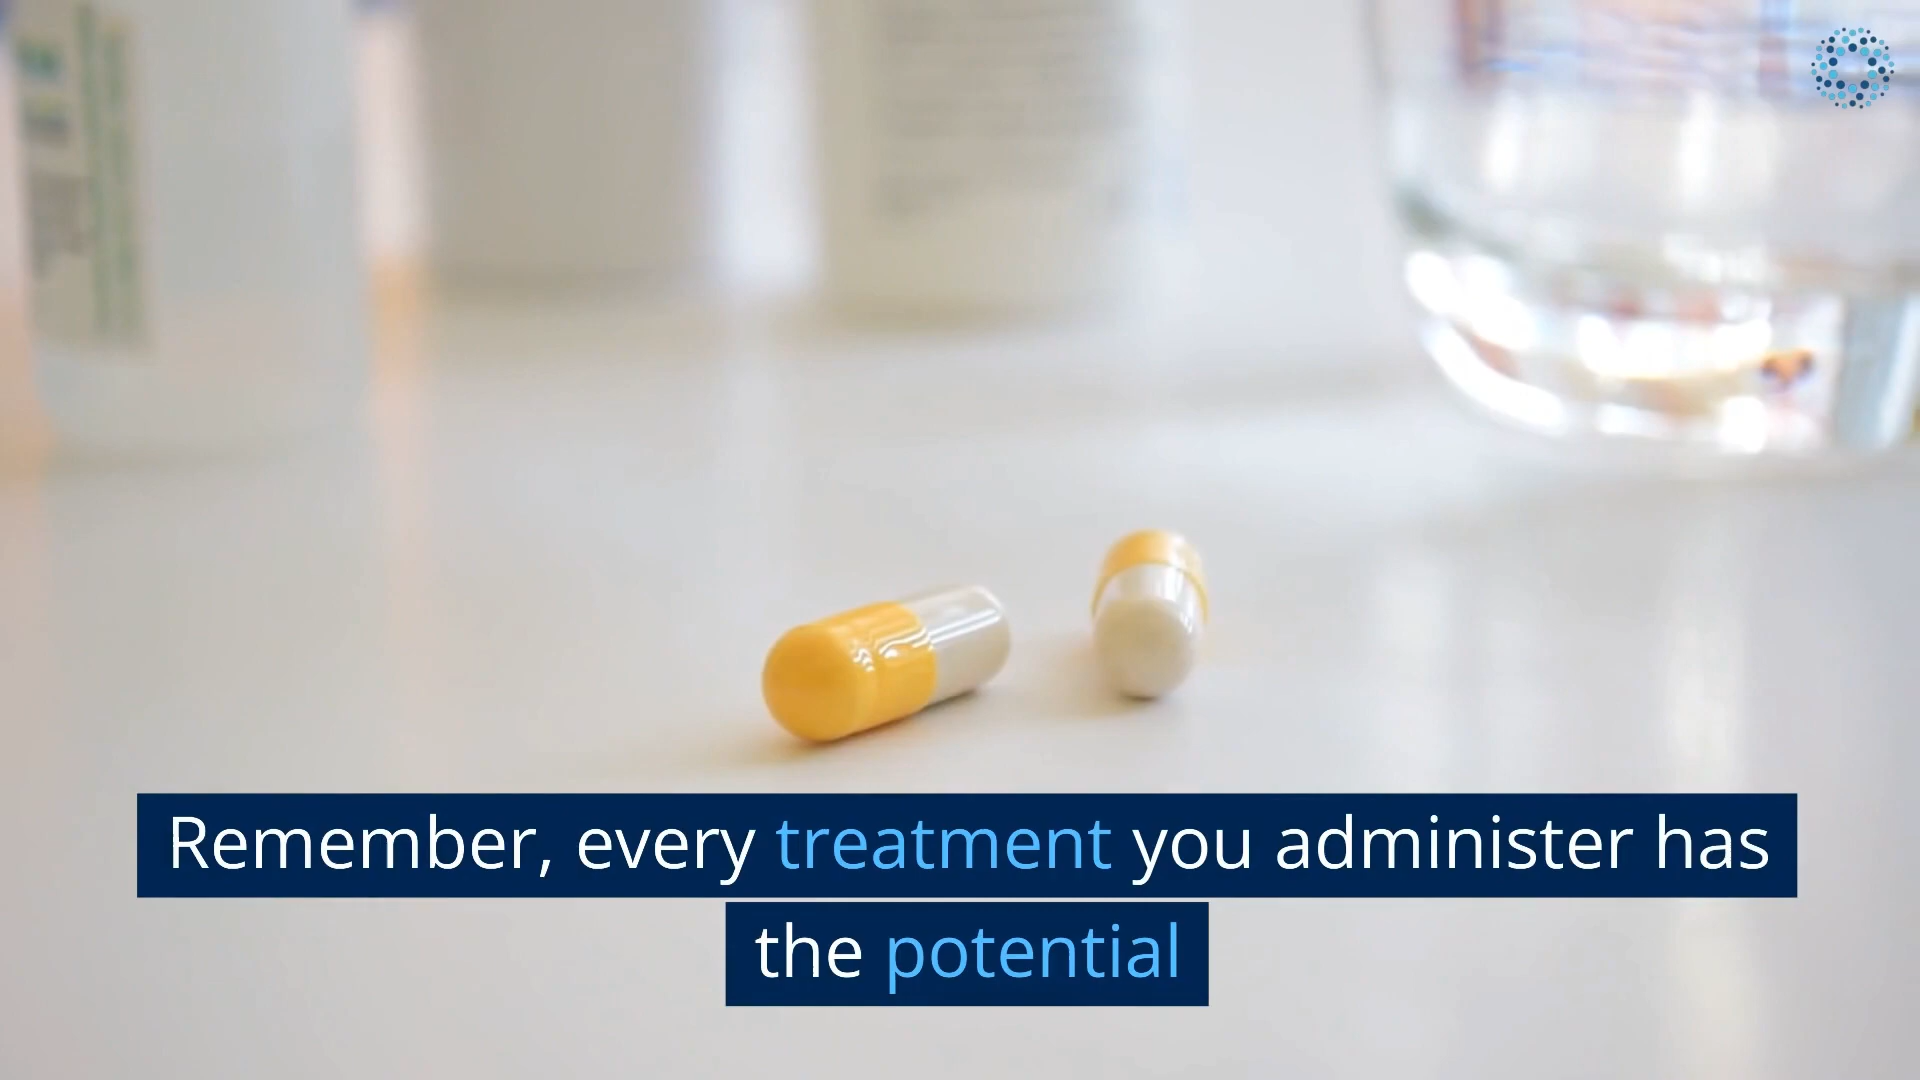 Remember, every treatment you administer has
the potential